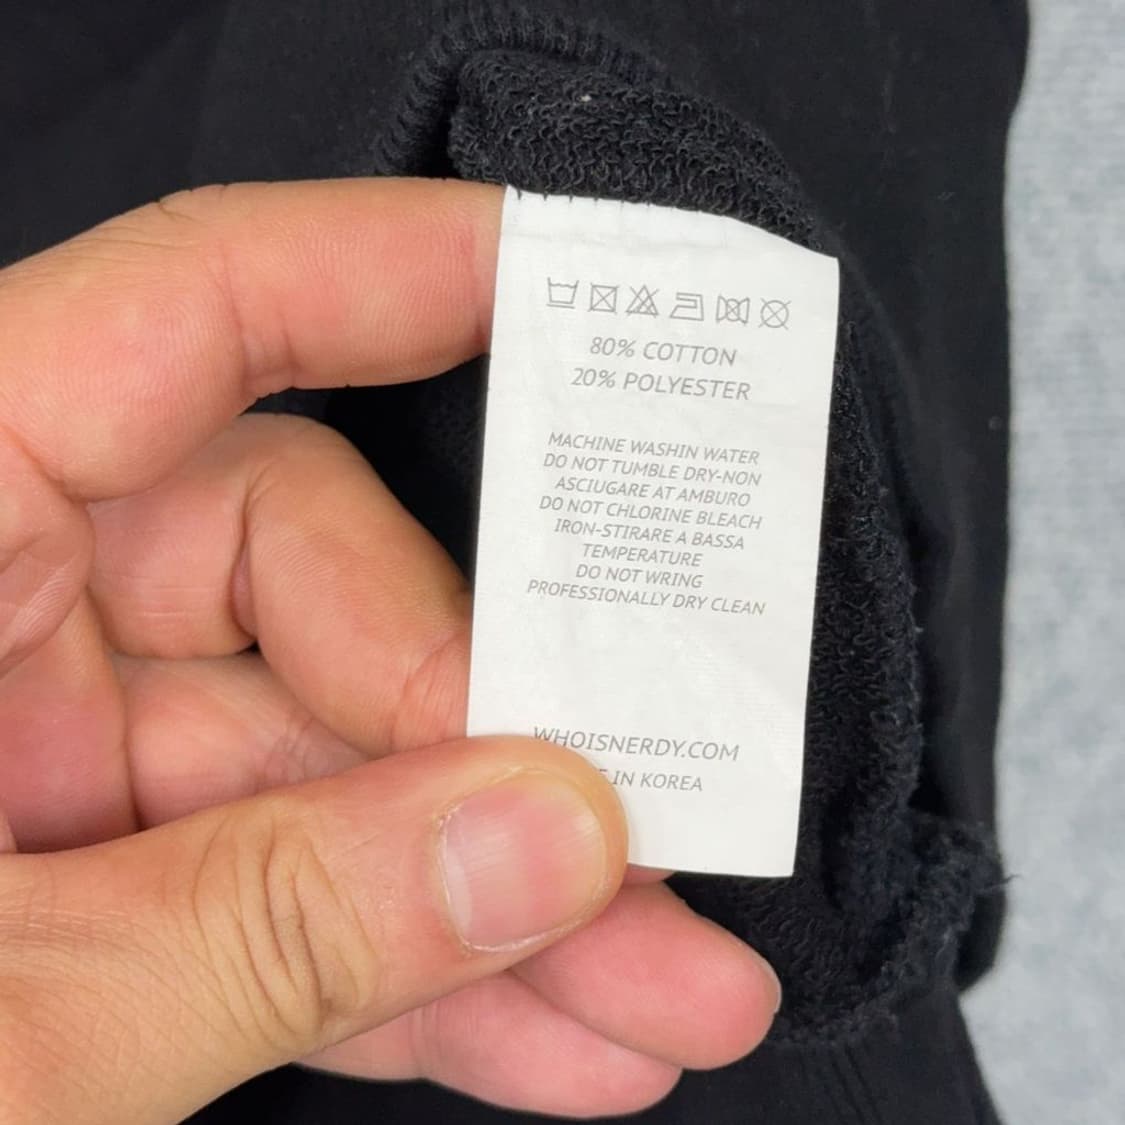 80% COTTON
20% POLYESTER
MACHINE WASHIN WATER
DO NOT TUMBLE DRY-NON
ASCIUGARE AT AMBURO
DO NOT CHLORINE BLEACH
IRON-STIRARE A BASSA
TEMPERATURE
DO NOT WRING
PROFESSIONALLY DRY CLEAN
WHOISNERDY.COM
IN KOREA